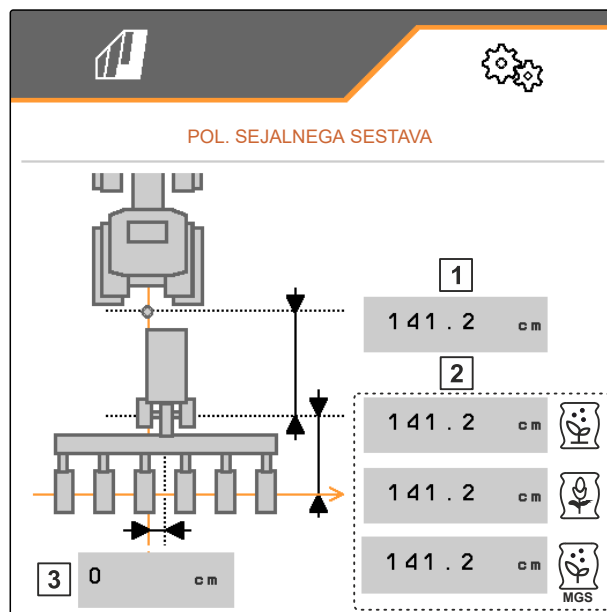 POL. SEJALNEGA SESTAVA
1
141.2 cm
2
141.2 cm
141.2 cm
141.2 cm
MGS
3
0 cm